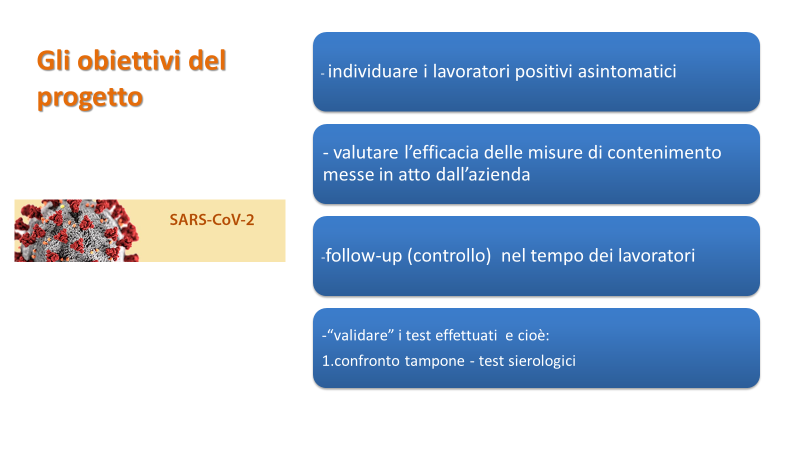 Gli obiettivi del
progetto
SARS-CoV-2
- individuare i lavoratori positivi asintomatici
- valutare l’efficacia delle misure di contenimento
messe in atto dall’azienda
-follow-up (controllo)  nel tempo dei lavoratori
-“validare” i test effettuati  e cioè:
1.confronto tampone - test sierologici